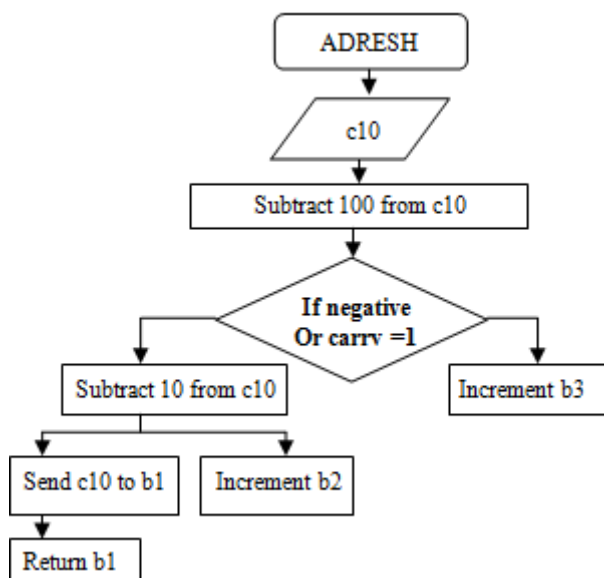 ADRESH
c10
Subtract 100 from c10
If negative
Or carrv =1
Subtract 10 from c10
Increment b3
Send c10 to b1
Increment b2
Return b1